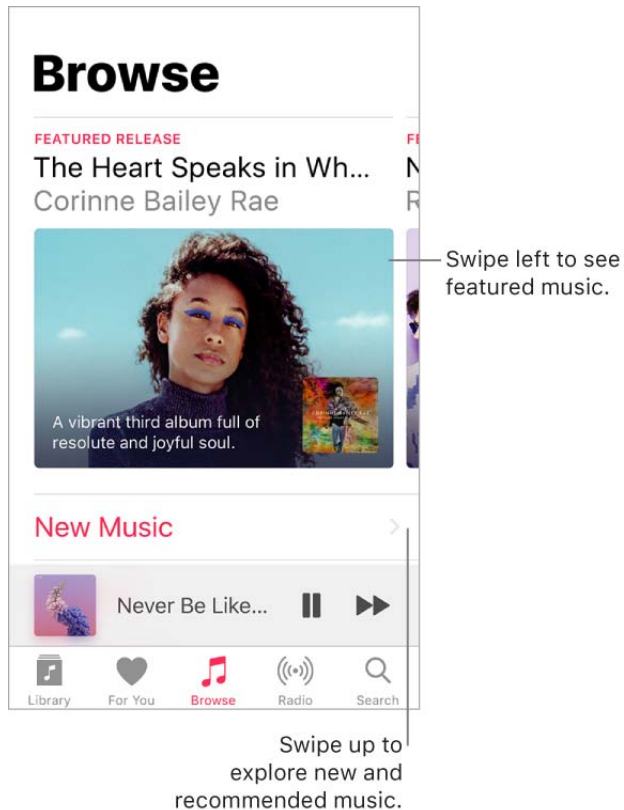 Browse
FEATURED RELEASE
The Heart Speaks in Wh...
Corinne Bailey Rae
Swipe left to see
featured music.
A vibrant third album full of
resolute and joyful soul.
New Music
Never Be Like...
Library
For You
Browse
Radio
Search
Swipe up to
explore new and
recommended music.